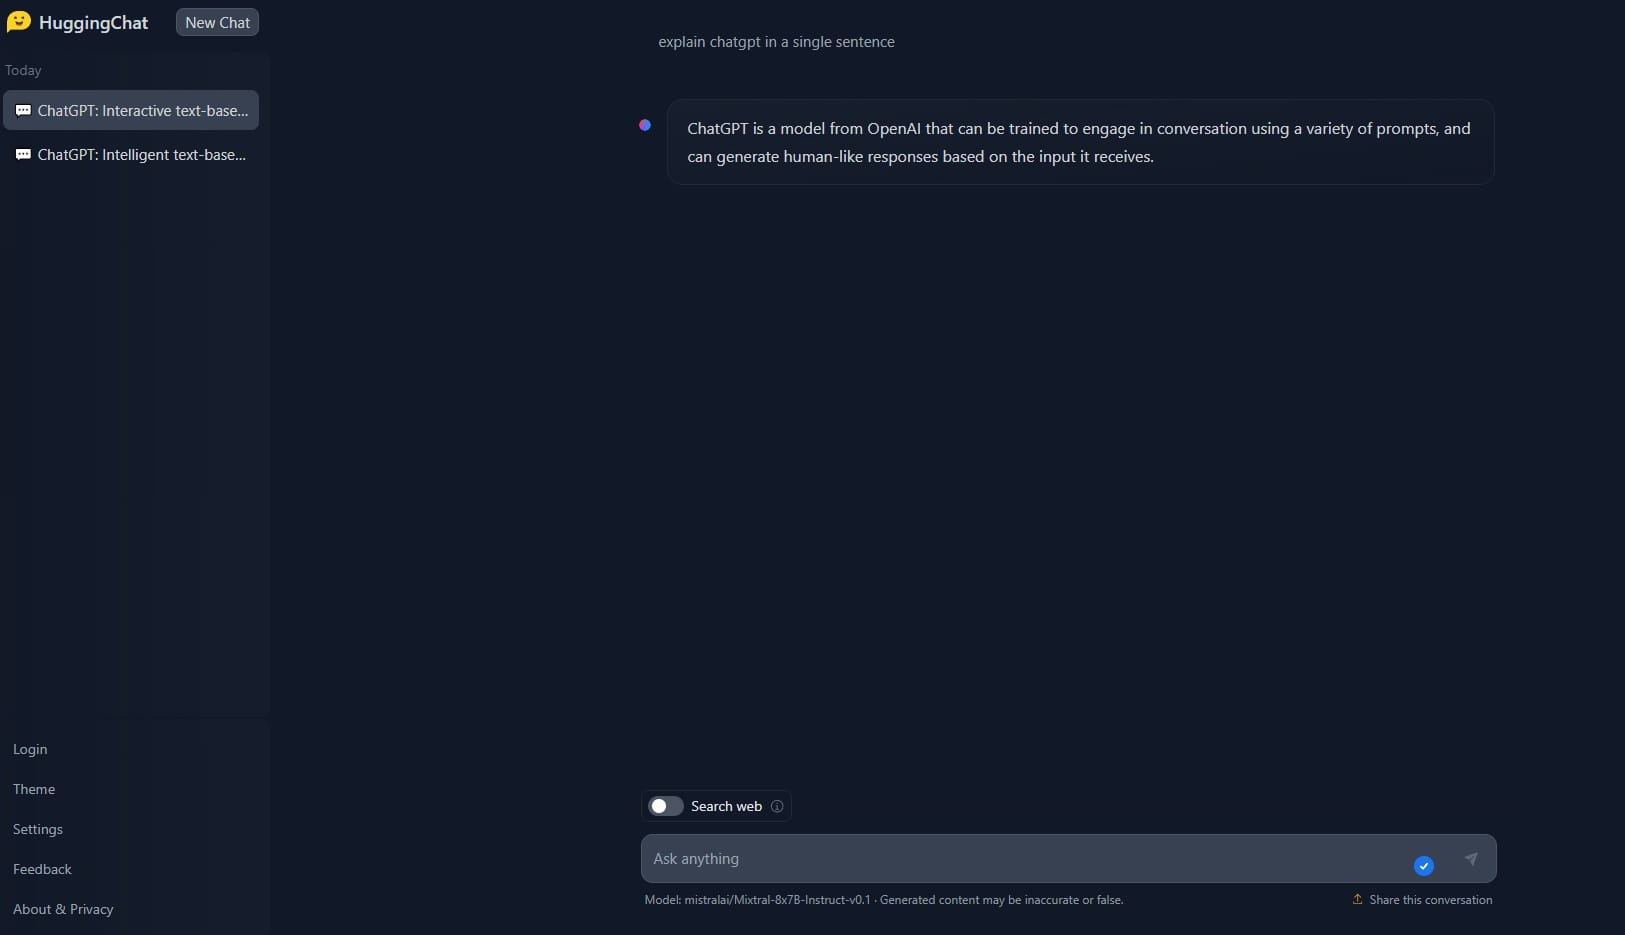 HuggingChat
New Chat
Today
ChatGPT: Interactive text-base...
ChatGPT: Intelligent text-base...
Login
Theme
Settings
Feedback
About & Privacy
explain chatgpt in a single sentence
ChatGPT is a model from OpenAI that can be trained to engage in conversation using a variety of prompts, and
can generate human-like responses based on the input it receives.
Search web
Ask anything
Model: mistralai/Mixtral-8x7B-Instruct-v0.1 · Generated content may be inaccurate or false.
Share this conversation